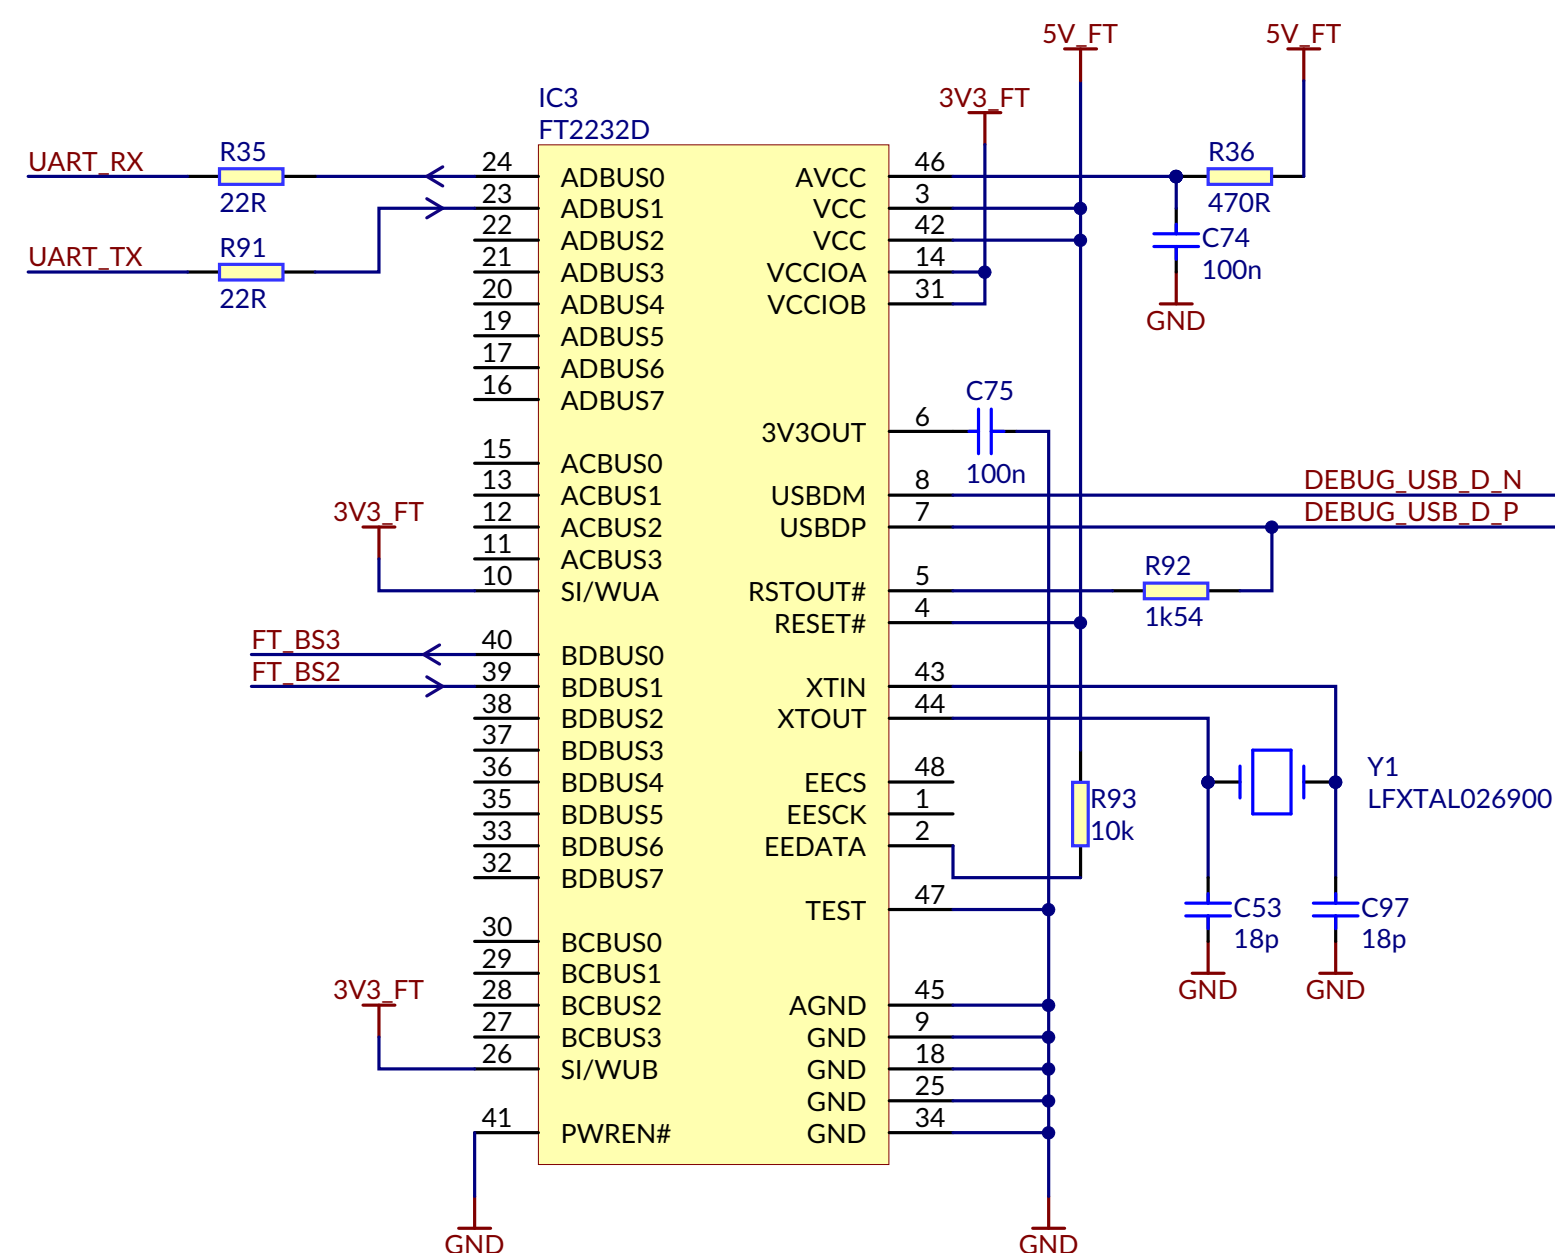 5V_FT
5V_FT
3V3_FT
IC3
FT2232D
UART_RX
R35
22R
UART_TX
R91
22R
24 ADBUS0
23 ADBUS1
22 ADBUS2
21 ADBUS3
20 ADBUS4
19 ADBUS5
17 ADBUS6
16 ADBUS7
15 ACBUS0
13 ACBUS1
12 ACBUS2
11 ACBUS3
10 SI/WUA
3V3_FT
FT_BS3
FT_BS2
40 BDBUS0
39 BDBUS1
38 BDBUS2
37 BDBUS3
36 BDBUS4
35 BDBUS5
33 BDBUS6
32 BDBUS7
30 BCBUS0
29 BCBUS1
28 BCBUS2
27 BCBUS3
26 SI/WUB
3V3_FT
41 PWREN#
GND
AVCC 46
VCC 3
VCC 42
VCCIOA 14
VCCIOB 31
3V3OUT 6
USBDM 8
USBDP 7
RSTOUT# 5
RESET# 4
XTIN 43
XTOUT 44
EECS 48
EESCK 1
EEDATA 2
TEST 47
AGND 45
GND 9
GND 18
GND 25
GND 34
GND
R36
470R
C74
100n
GND
C75
100n
DEBUG_USB_D_N
DEBUG_USB_D_P
R92
1k54
R93
10k
Y1
LFXTAL026900
C53
18p
GND
C97
18p
GND